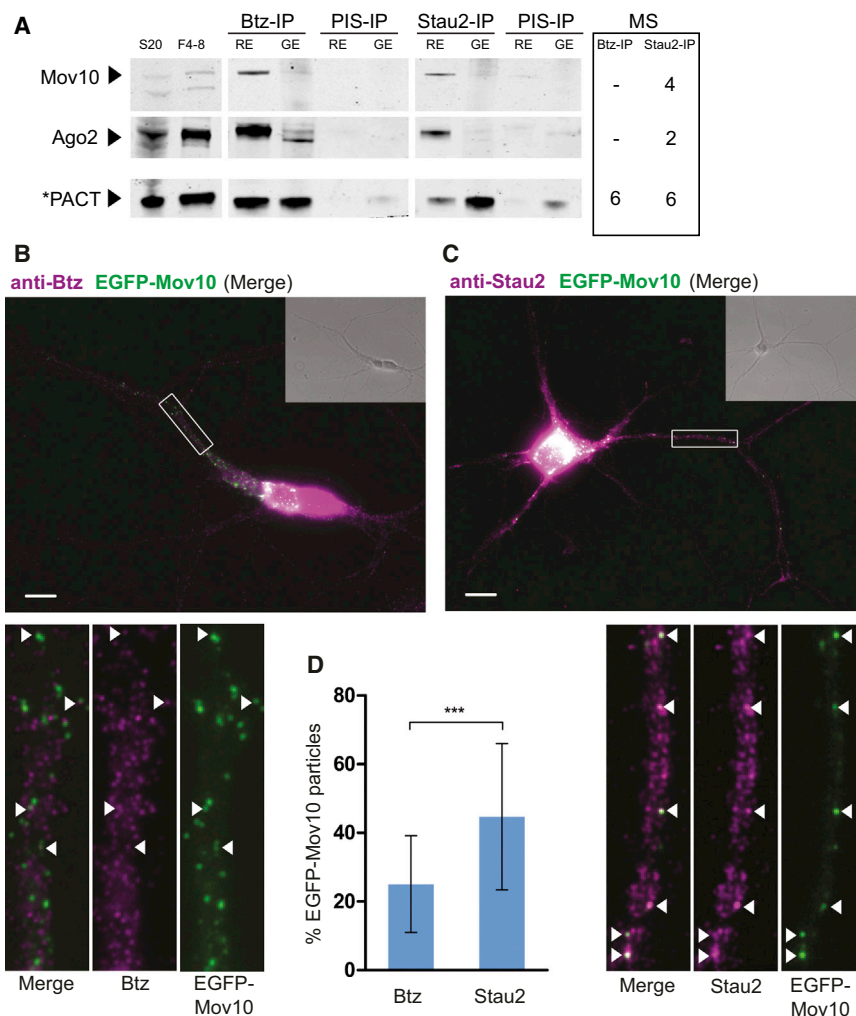 A
Btz-IP PIS-IP Stau2-IP PIS-IP MS
S20 F4-8 RE GE RE GE RE GE RE GE Btz-IP Stau2-IP
Mov10 - 4
Ago2 - 2
*PACT 6 6
B
anti-Btz EGFP-Mov10 (Merge)
C
anti-Stau2 EGFP-Mov10 (Merge)
Merge Btz EGFP-
Mov10
D
% EGFP-Mov10 particles
80
60
40
20
0
***
Btz Stau2
Merge Stau2 EGFP-
Mov10